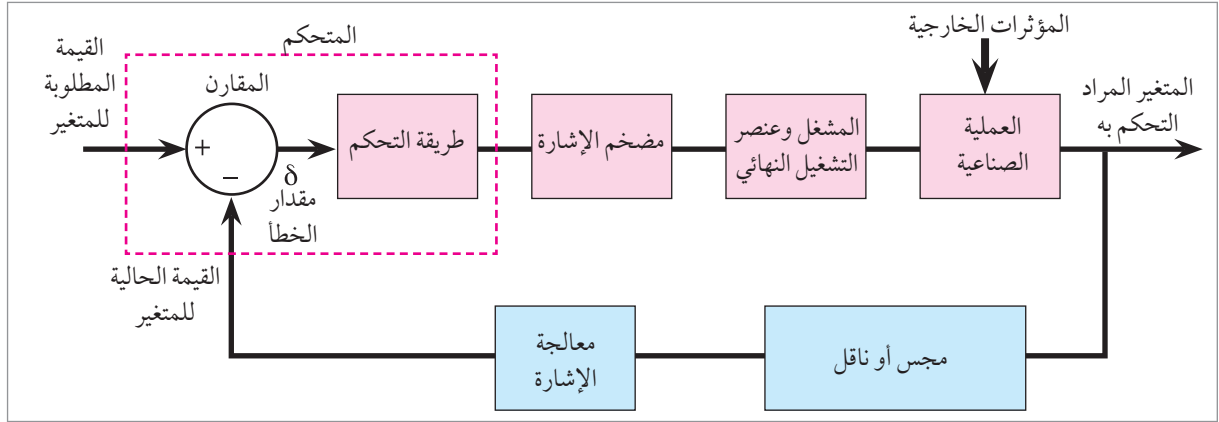 المؤثرات الخارجية
المتحكم
القيمة
المطلوبة
للمتغير
المقارن
+
−
δ
مقدار
الخطأ
طريقة التحكم
مضخم الإشارة
المشغل وعنصر
التشغيل النهائي
العملية
الصناعية
المتغير المراد
التحكم به
القيمة الحالية
للمتغير
معالجة
الإشارة
مجس أو ناقل